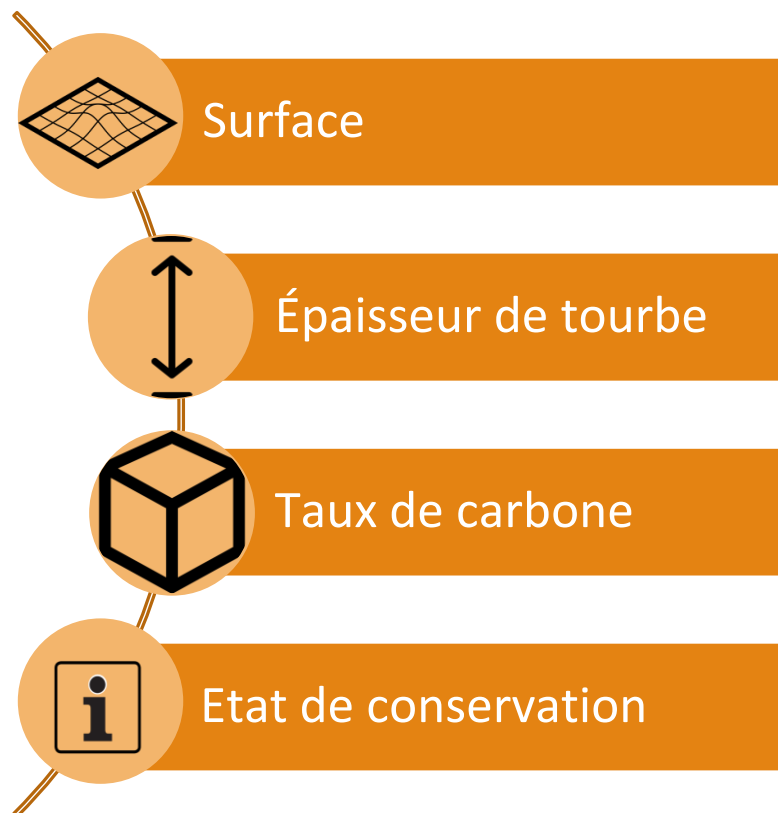 Surface
Épaisseur de tourbe
Taux de carbone
Etat de conservation